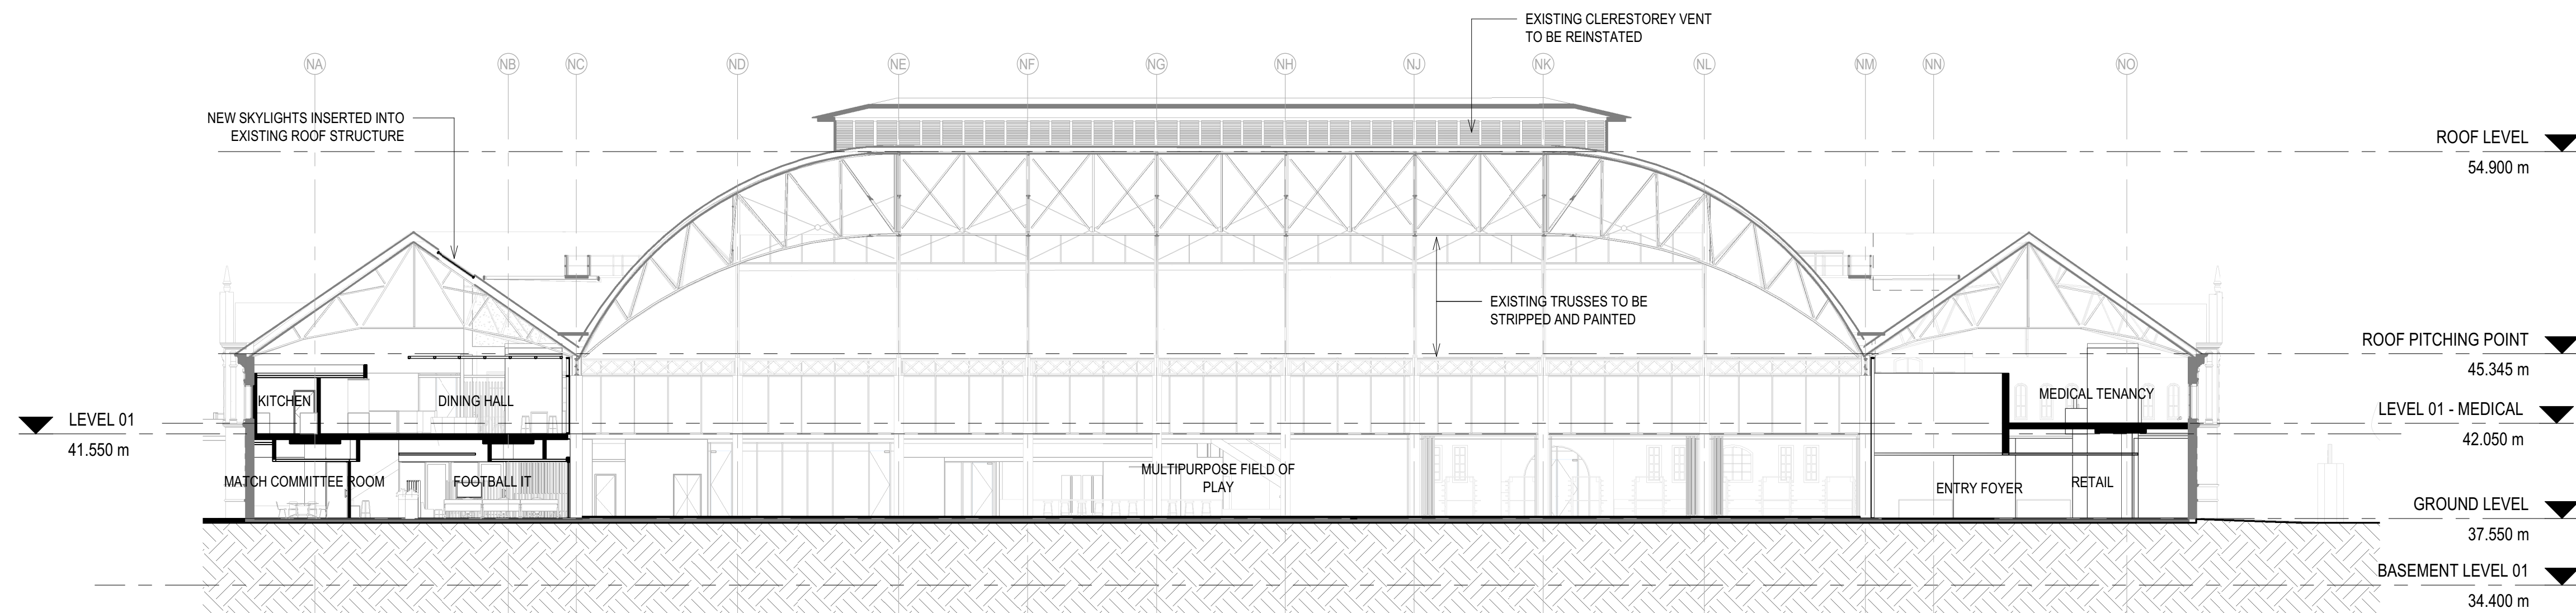 EXISTING CLERESTOREY VENT
TO BE REINSTATED
NA
NB
NC
ND
NE
NF
NG
NH
NJ
NK
NL
NM
NN
NO
NEW SKYLIGHTS INSERTED INTO
EXISTING ROOF STRUCTURE
ROOF LEVEL
54.900 m
EXISTING TRUSSES TO BE
STRIPPED AND PAINTED
ROOF PITCHING POINT
45.345 m
KITCHEN
DINING HALL
MEDICAL TENANCY
LEVEL 01
41.550 m
LEVEL 01 - MEDICAL
42.050 m
MATCH COMMITTEE ROOM
FOOTBALL IT
MULTIPURPOSE FIELD OF
PLAY
ENTRY FOYER
RETAIL
GROUND LEVEL
37.550 m
BASEMENT LEVEL 01
34.400 m